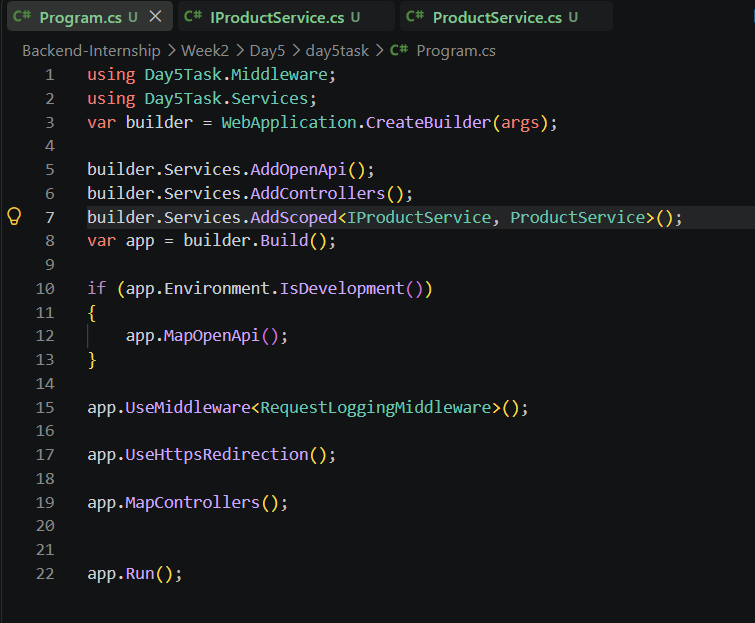 C# Program.cs U × C# IProductService.cs U C# ProductService.cs U
Backend-Internship > Week2 > Day5 > day5task > C# Program.cs
1 using Day5Task.Middleware;
2 using Day5Task.Services;
3 var builder = WebApplication.CreateBuilder(args);
4
5 builder.Services.AddOpenApi();
6 builder.Services.AddControllers();
7 builder.Services.AddScoped<IProductService, ProductService>();
8 var app = builder.Build();
9
10 if (app.Environment.IsDevelopment())
11 {
12     app.MapOpenApi();
13 }
14
15 app.UseMiddleware<RequestLoggingMiddleware>();
16
17 app.UseHttpsRedirection();
18
19 app.MapControllers();
20
21
22 app.Run();